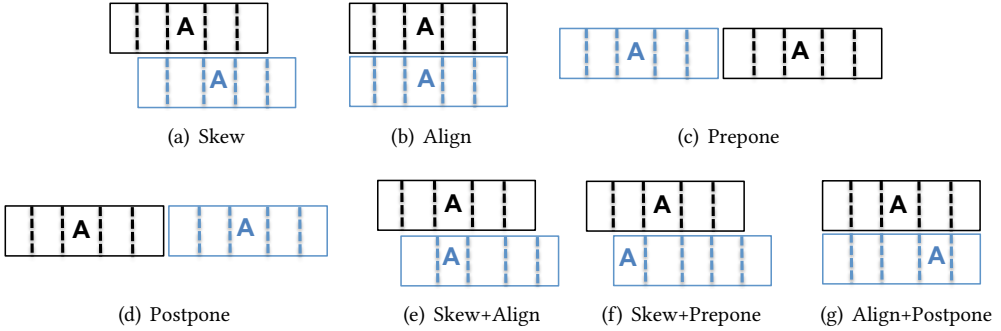 A A A A
A A
(a) Skew (b) Align (c) Prepone
A A A A A
A A A
(d) Postpone (e) Skew+Align (f) Skew+Prepone (g) Align+Postpone